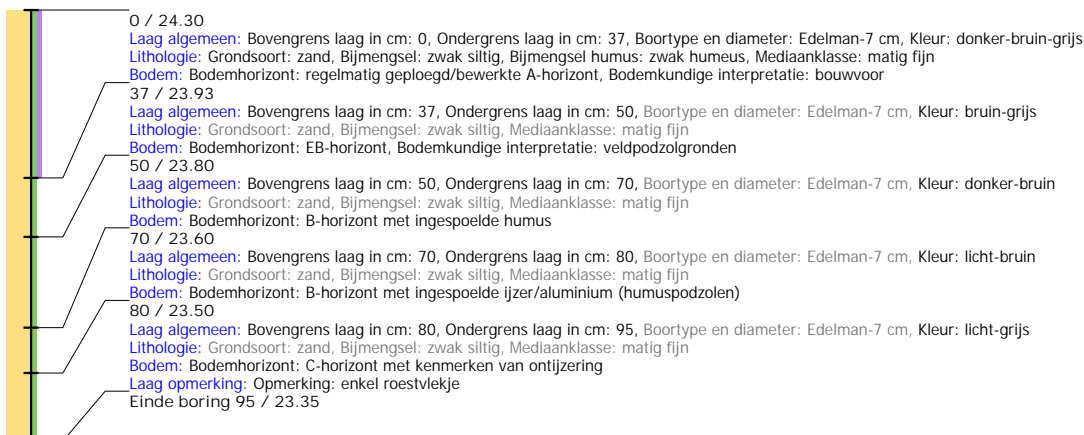 0 / 24.30
Laag algemeen: Bovengrens laag in cm: 0, Ondergrens laag in cm: 37, Boortype en diameter: Edelman-7 cm, Kleur: donker-bruin-grijs
Lithologie: Grondsoort: zand, Bijmengsel: zwak siltig, Bijmengsel humus: zwak humeus, Mediaanklasse: matig fijn
Bodem: Bodemhorizont: regelmatig geploegd/bewerkte A-horizont, Bodemkundige interpretatie: bouwvoor
37 / 23.93
Laag algemeen: Bovengrens laag in cm: 37, Ondergrens laag in cm: 50, Boortype en diameter: Edelman-7 cm, Kleur: bruin-grijs
Lithologie: Grondsoort: zand, Bijmengsel: zwak siltig, Mediaanklasse: matig fijn
Bodem: Bodemhorizont: EB-horizont, Bodemkundige interpretatie: veldpodzolgronden
50 / 23.80
Laag algemeen: Bovengrens laag in cm: 50, Ondergrens laag in cm: 70, Boortype en diameter: Edelman-7 cm, Kleur: donker-bruin
Lithologie: Grondsoort: zand, Bijmengsel: zwak siltig, Mediaanklasse: matig fijn
Bodem: Bodemhorizont: B-horizont met ingespoelde humus
70 / 23.60
Laag algemeen: Bovengrens laag in cm: 70, Ondergrens laag in cm: 80, Boortype en diameter: Edelman-7 cm, Kleur: licht-bruin
Lithologie: Grondsoort: zand, Bijmengsel: zwak siltig, Mediaanklasse: matig fijn
Bodem: Bodemhorizont: B-horizont met ingespoelde ijzer/aluminium (humuspodzolen)
80 / 23.50
Laag algemeen: Bovengrens laag in cm: 80, Ondergrens laag in cm: 95, Boortype en diameter: Edelman-7 cm, Kleur: licht-grijs
Lithologie: Grondsoort: zand, Bijmengsel: zwak siltig, Mediaanklasse: matig fijn
Bodem: Bodemhorizont: C-horizont met kenmerken van ontijzering
Laag opmerking: Opmerking: enkel roestvlekje
Einde boring 95 / 23.35